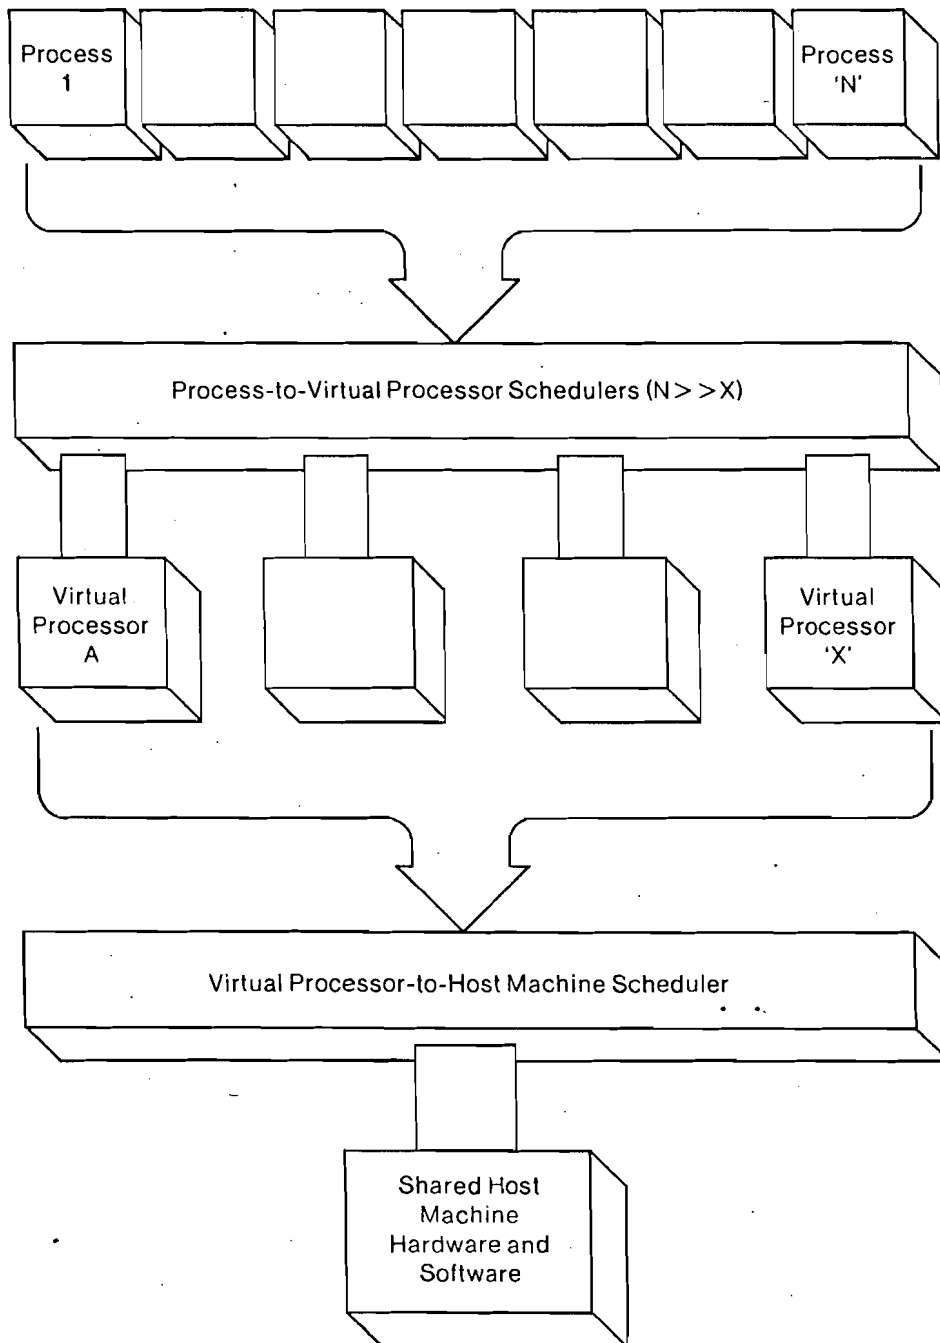 Process
1
Process
'N'
Process-to-Virtual Processor Schedulers (N>>X)
Virtual
Processor
A
Virtual
Processor
'X'
Virtual Processor-to-Host Machine Scheduler
Shared Host
Machine
Hardware and
Software